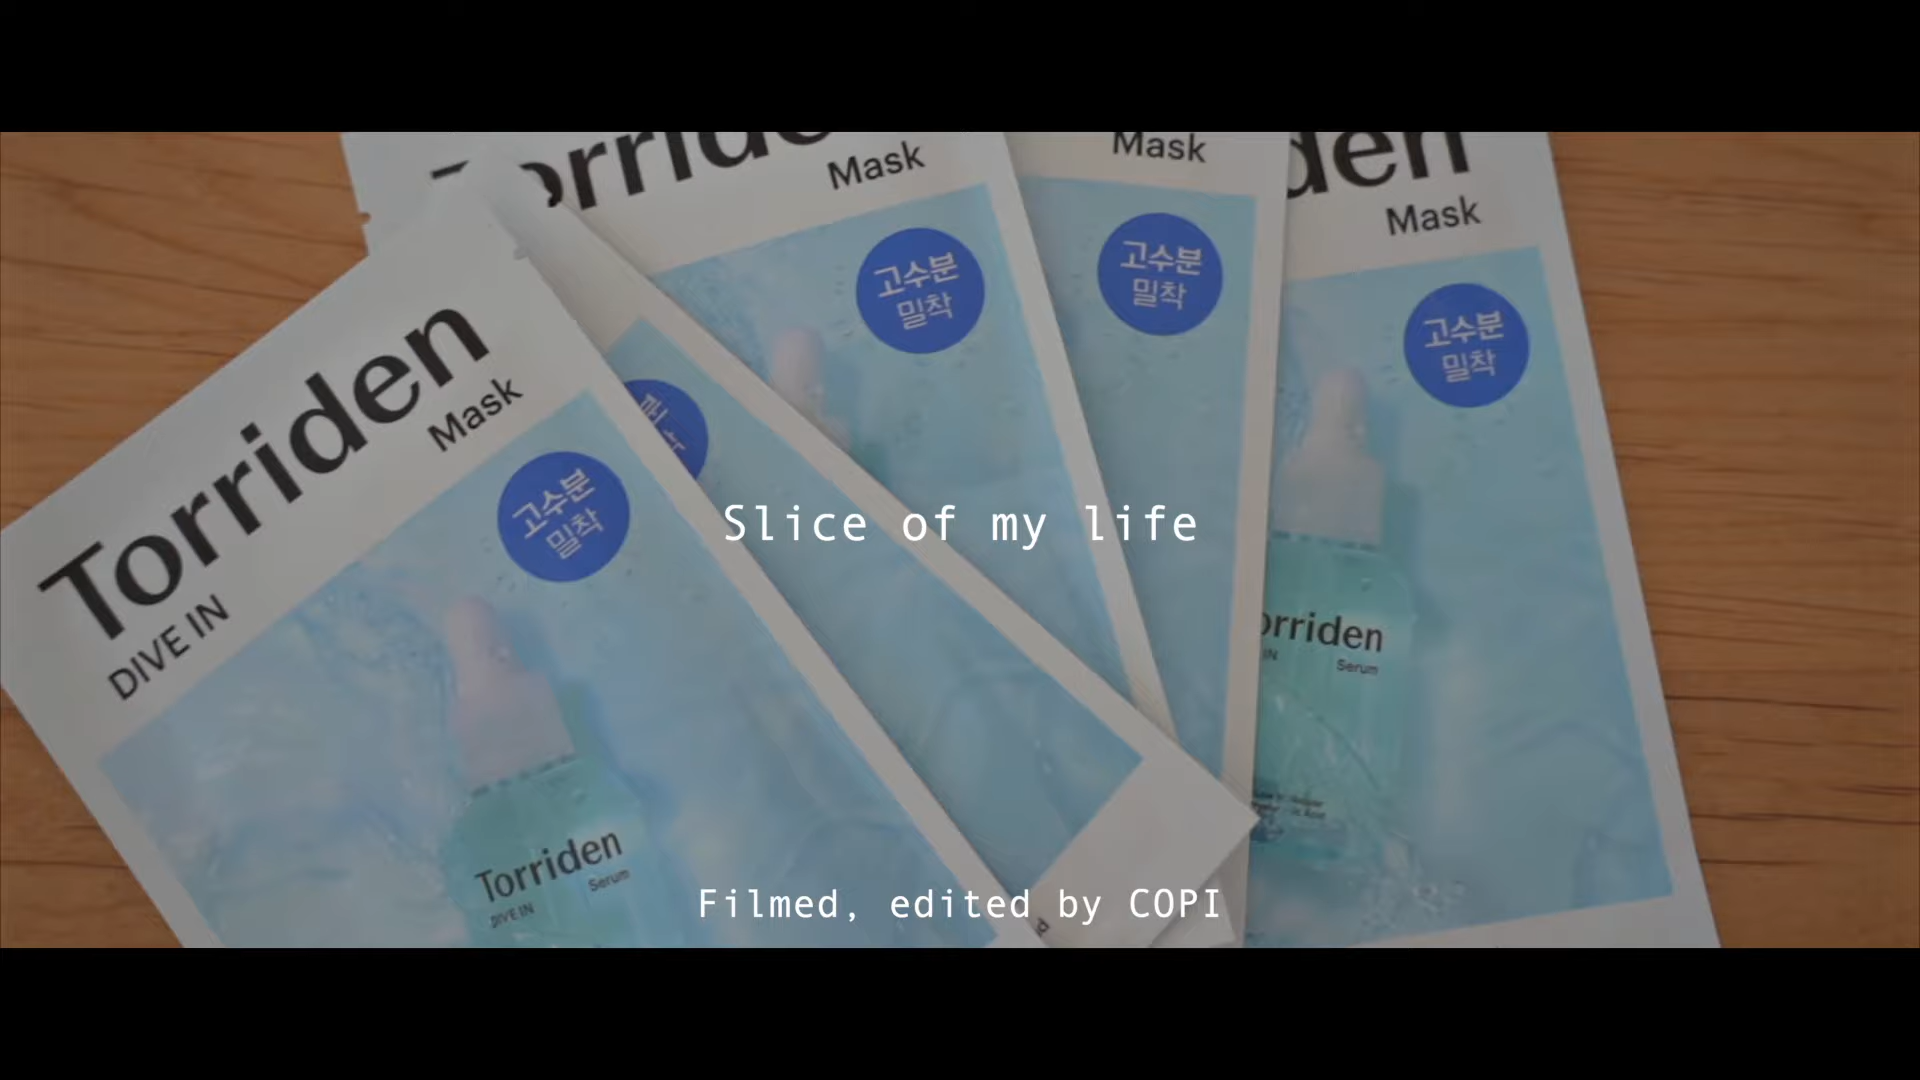 Torriden
Mask
DIVE IN
고수분
밀착
Torriden
Serum
DIVE IN
Mask
고수분
밀착
Mask
고수분
밀착
Mask
고수분
밀착
Serum
Slice of my life
Filmed, edited by COPI